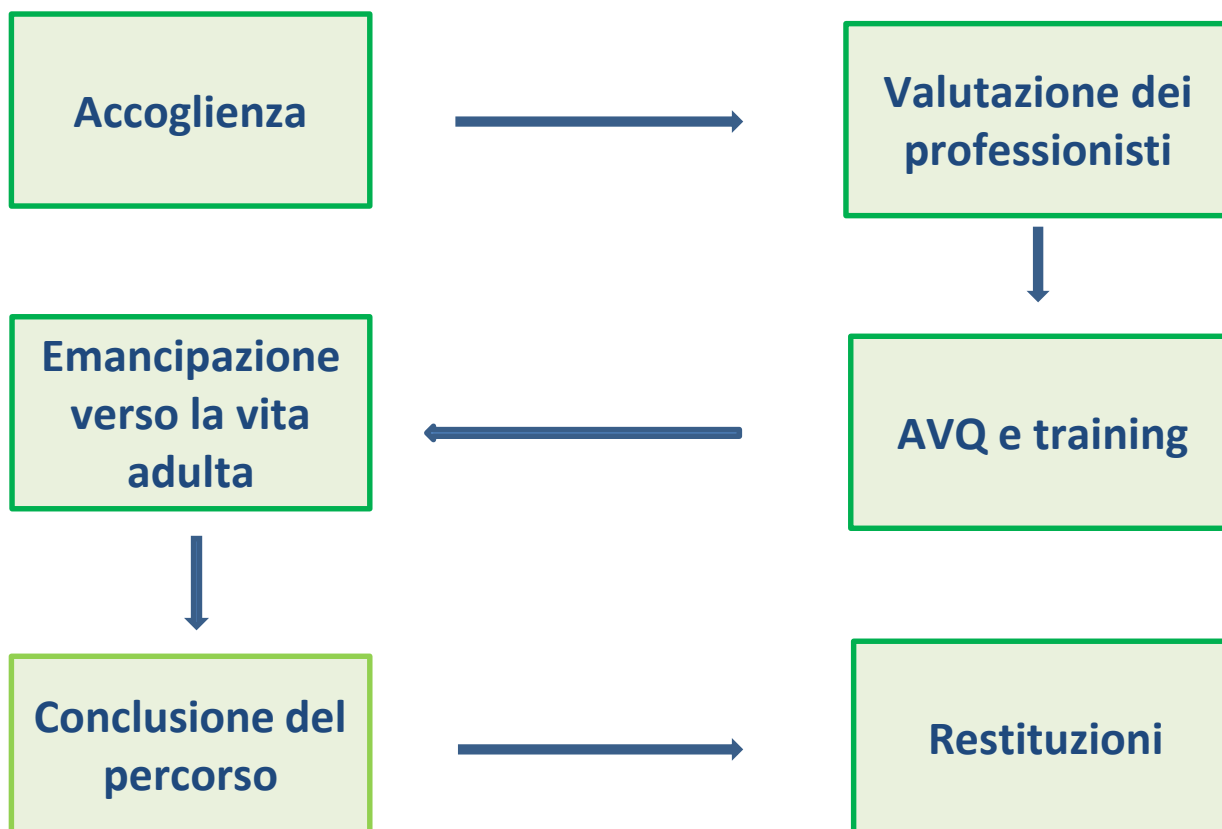 Accoglienza
Valutazione dei
professionisti
Emancipazione
verso la vita
adulta
AVQ e training
Conclusione del
percorso
Restituzioni